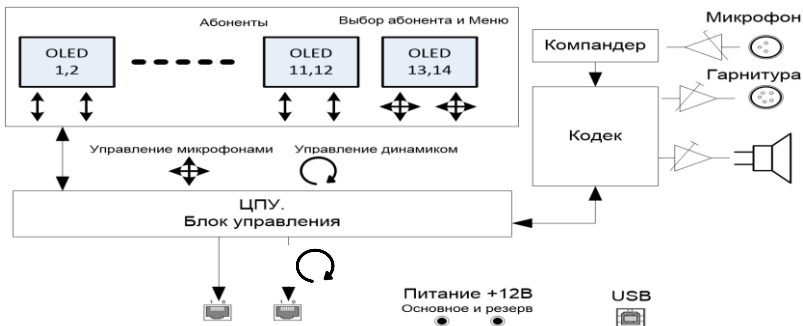 Абоненты
Выбор абонента и Меню
OLED
1,2
OLED
11,12
OLED
13,14
Микрофон
Компандер
Гарнитура
Кодек
Управление микрофонами
Управление динамиком
ЦПУ.
Блок управления
Питание +12В
Основное и резерв
USB